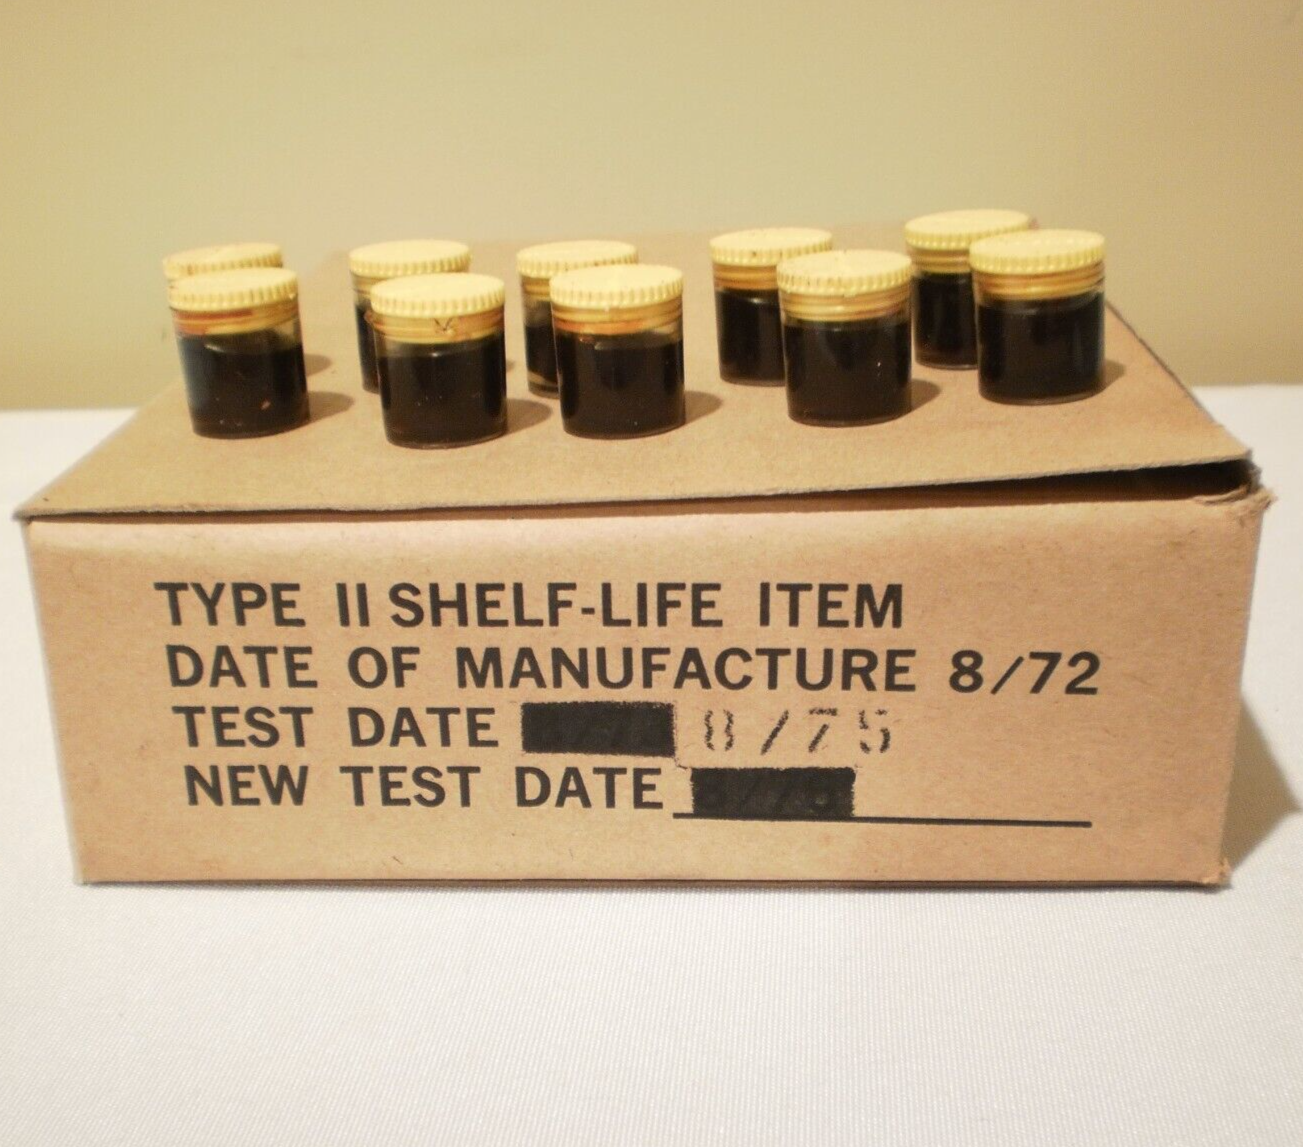 TYPE II SHELF-LIFE ITEM
DATE OF MANUFACTURE 8/72
TEST DATE 8/75
NEW TEST DATE